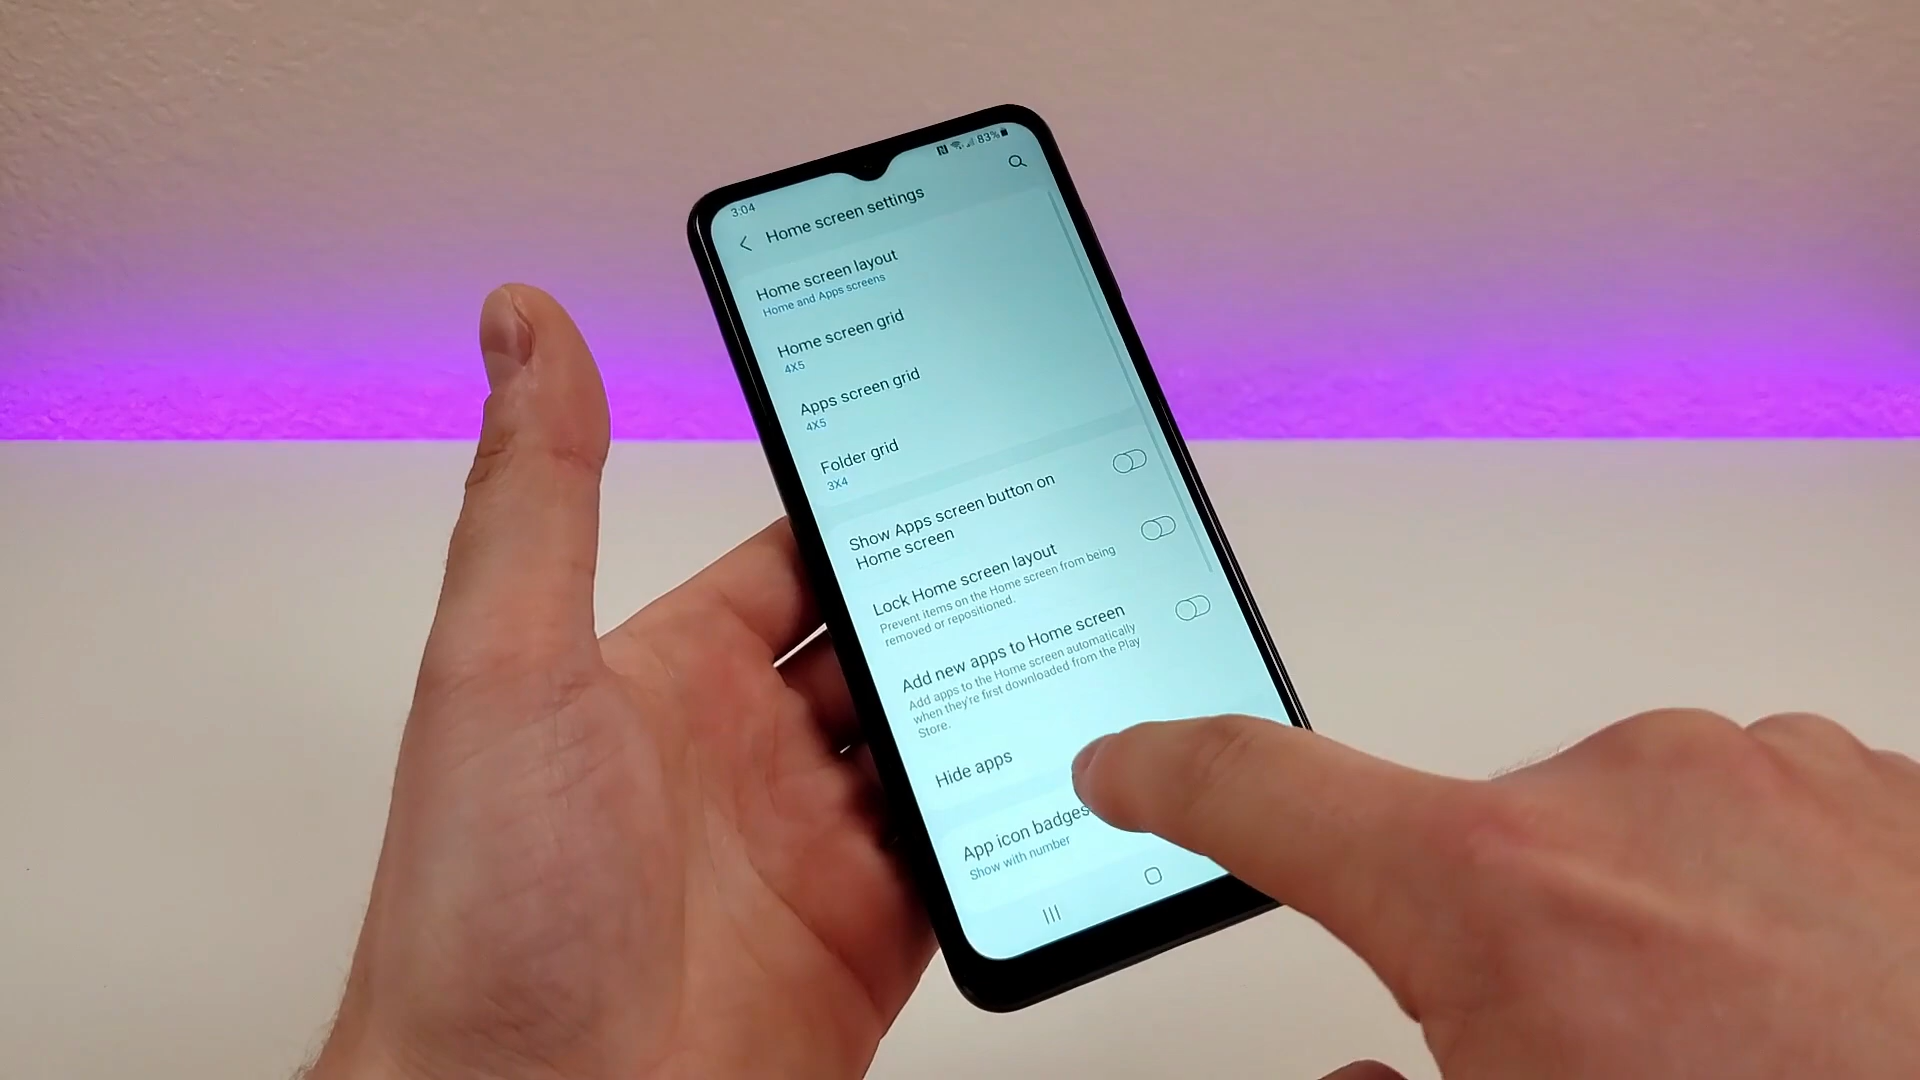 3:04
83%
Home screen settings
Home screen layout
Home and Apps screens
Home screen grid
4X5
Apps screen grid
4X5
Folder grid
3X4
Show Apps screen button on
Home screen
Lock Home screen layout
Prevent items on the Home screen from being
removed or repositioned.
Add new apps to Home screen
Add apps to the Home screen automatically
when they're first downloaded from the Play
Store.
Hide apps
App icon badges
Show with number